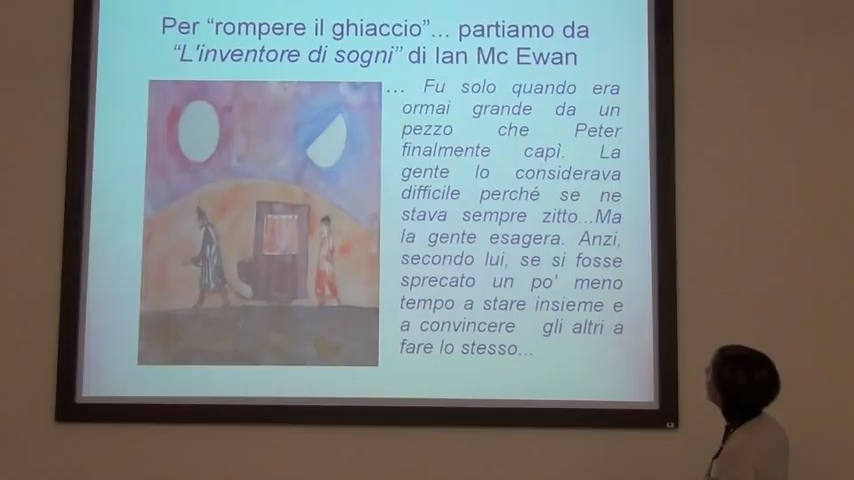 Per “rompere il ghiaccio”... partiamo da
“L'inventore di sogni” di Ian Mc Ewan
... Fu solo quando era
ormai grande da un
pezzo che Peter
finalmente capì. La
gente lo considerava
difficile perché se ne
stava sempre zitto...Ma
la gente esagera. Anzi,
secondo lui, se si fosse
sprecato un po' meno
tempo a stare insieme e
a convincere gli altri a
fare lo stesso...